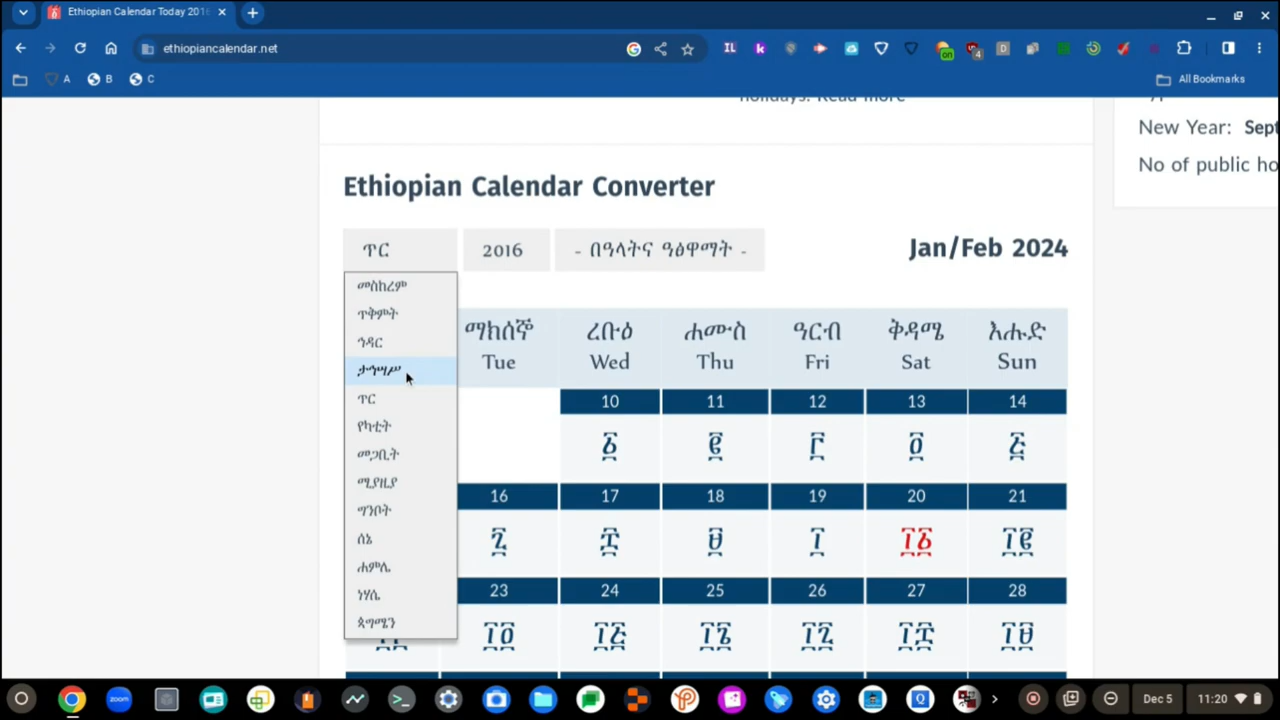 Ethiopian Calendar Today 201
ethiopiancalendar.net
A
B
C
All Bookmarks
holidays. Read more
New Year: Sept
No of public ho
Ethiopian Calendar Converter
ጥር
2016
- በዓላትና ዓፅዋማት -
Jan/Feb 2024
መስከረም
ጥቅምት
ኅዳር
ታኅሣሥ
ጥር
የካቲት
መጋቢት
ሚያዚያ
ግንቦት
ሰኔ
ሐምሌ
ነሃሴ
ጳጉሜን
ማክሰኞ ረቡዕ ሐሙስ ዓርብ ቅዳሜ እሑድ
Tue Wed Thu Fri Sat Sun
10 11 12 13 14
፩ ፪ ፫ ፬ ፭
16 17 18 19 20 21
፯ ፰ ፱ ፲ ፲፩ ፲፪
23 24 25 26 27 28
፲፬ ፲፭ ፲፮ ፲፯ ፲፰ ፲፱
zoom
Dec 5
11:20